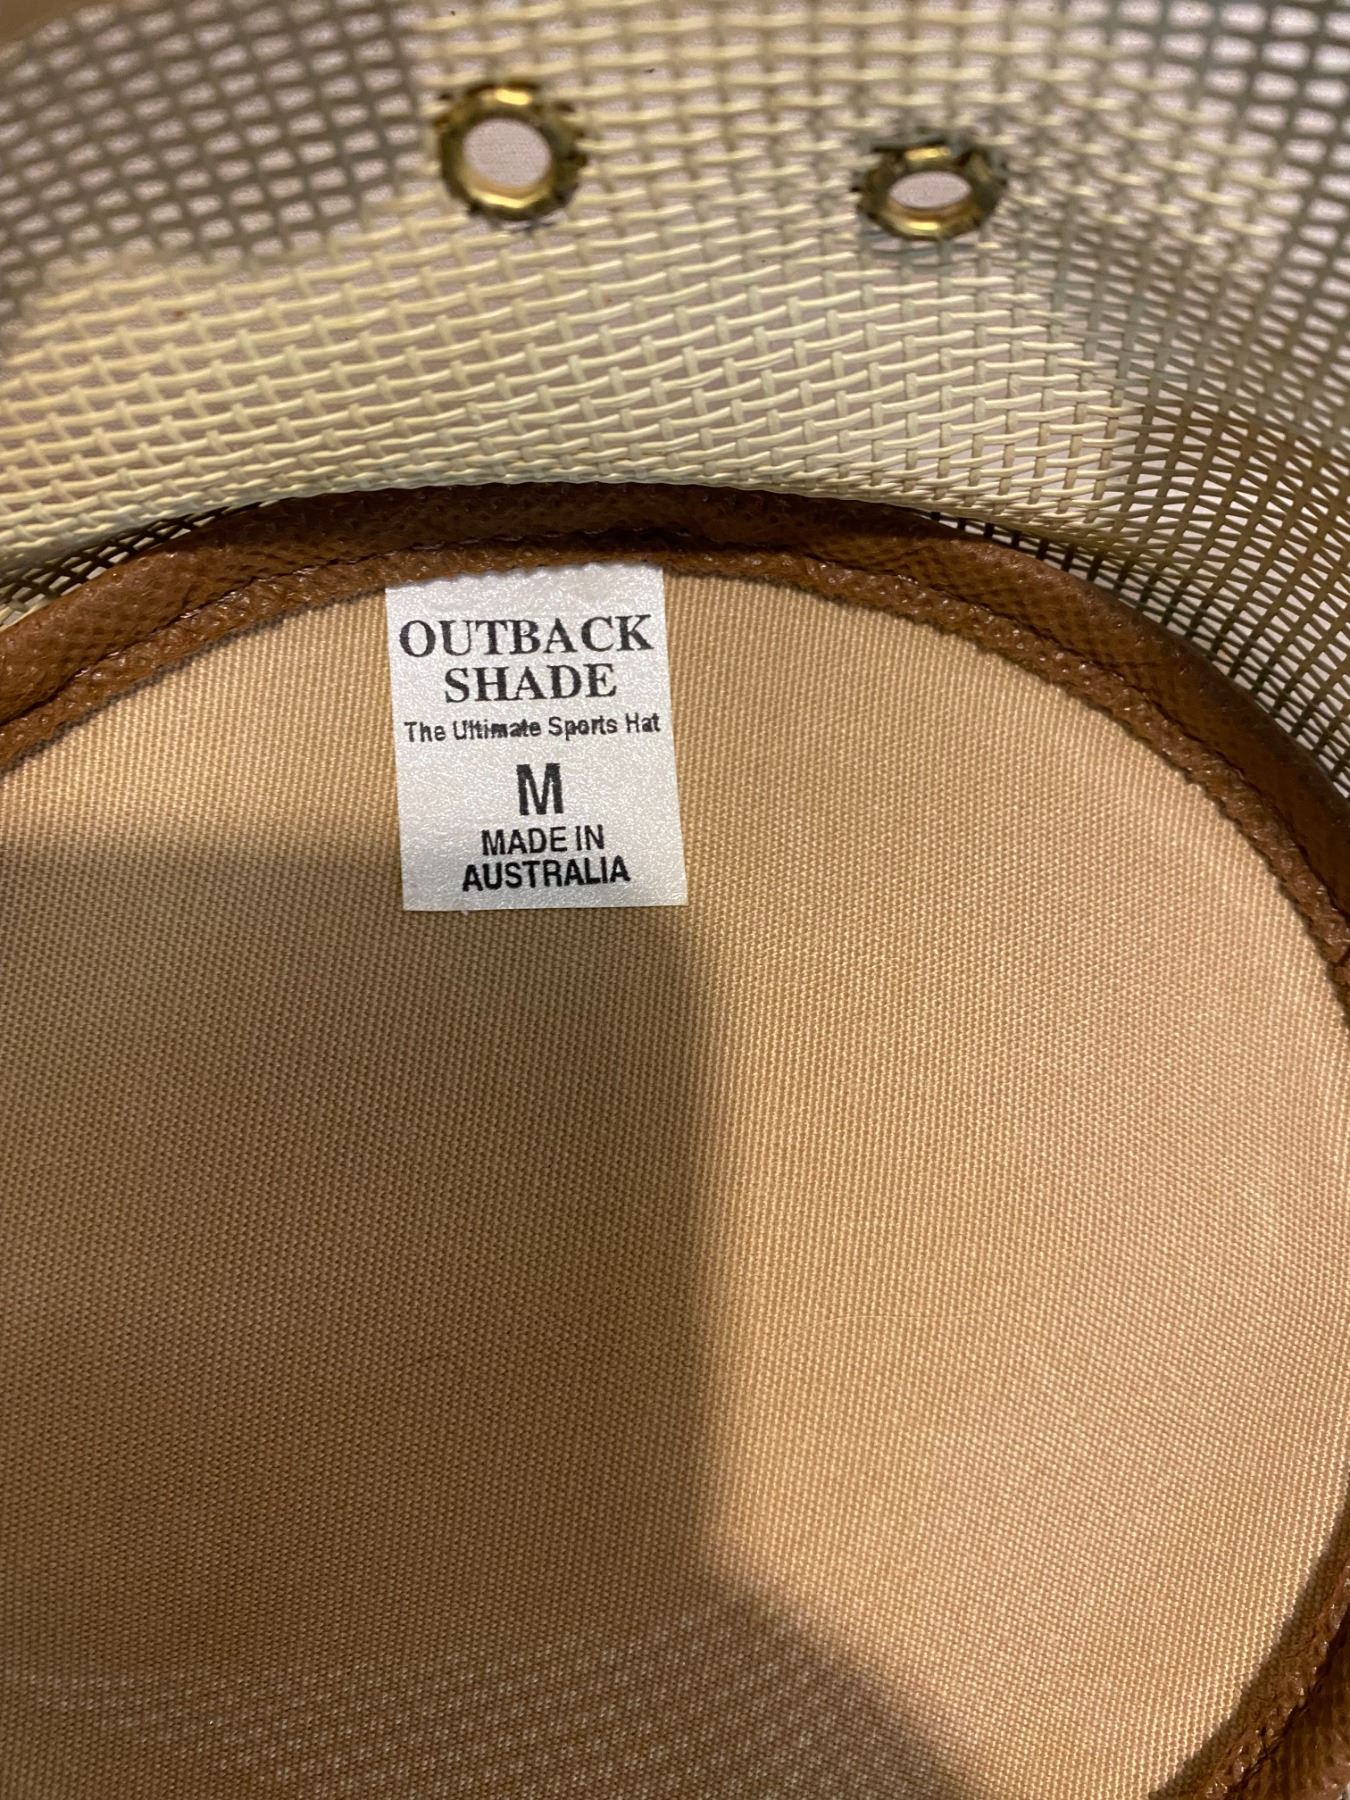 OUTBACK
SHADE
The Ultimate Sports Hat
M
MADE IN
AUSTRALIA